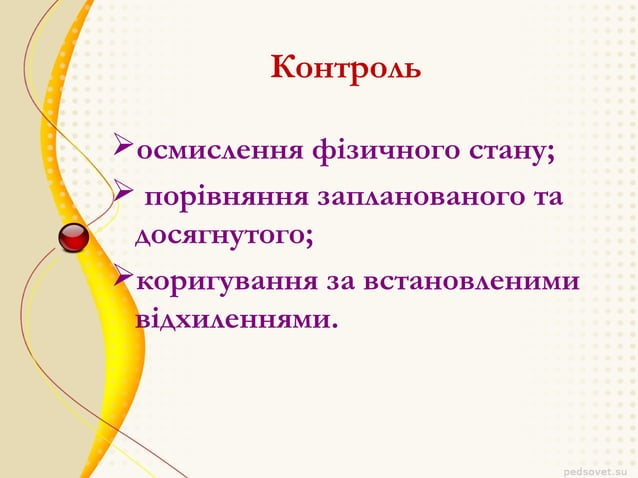 Контроль
осмислення фізичного стану;
порівняння запланованого та
досягнутого;
коригування за встановленими
відхиленнями.
pedsovet.su